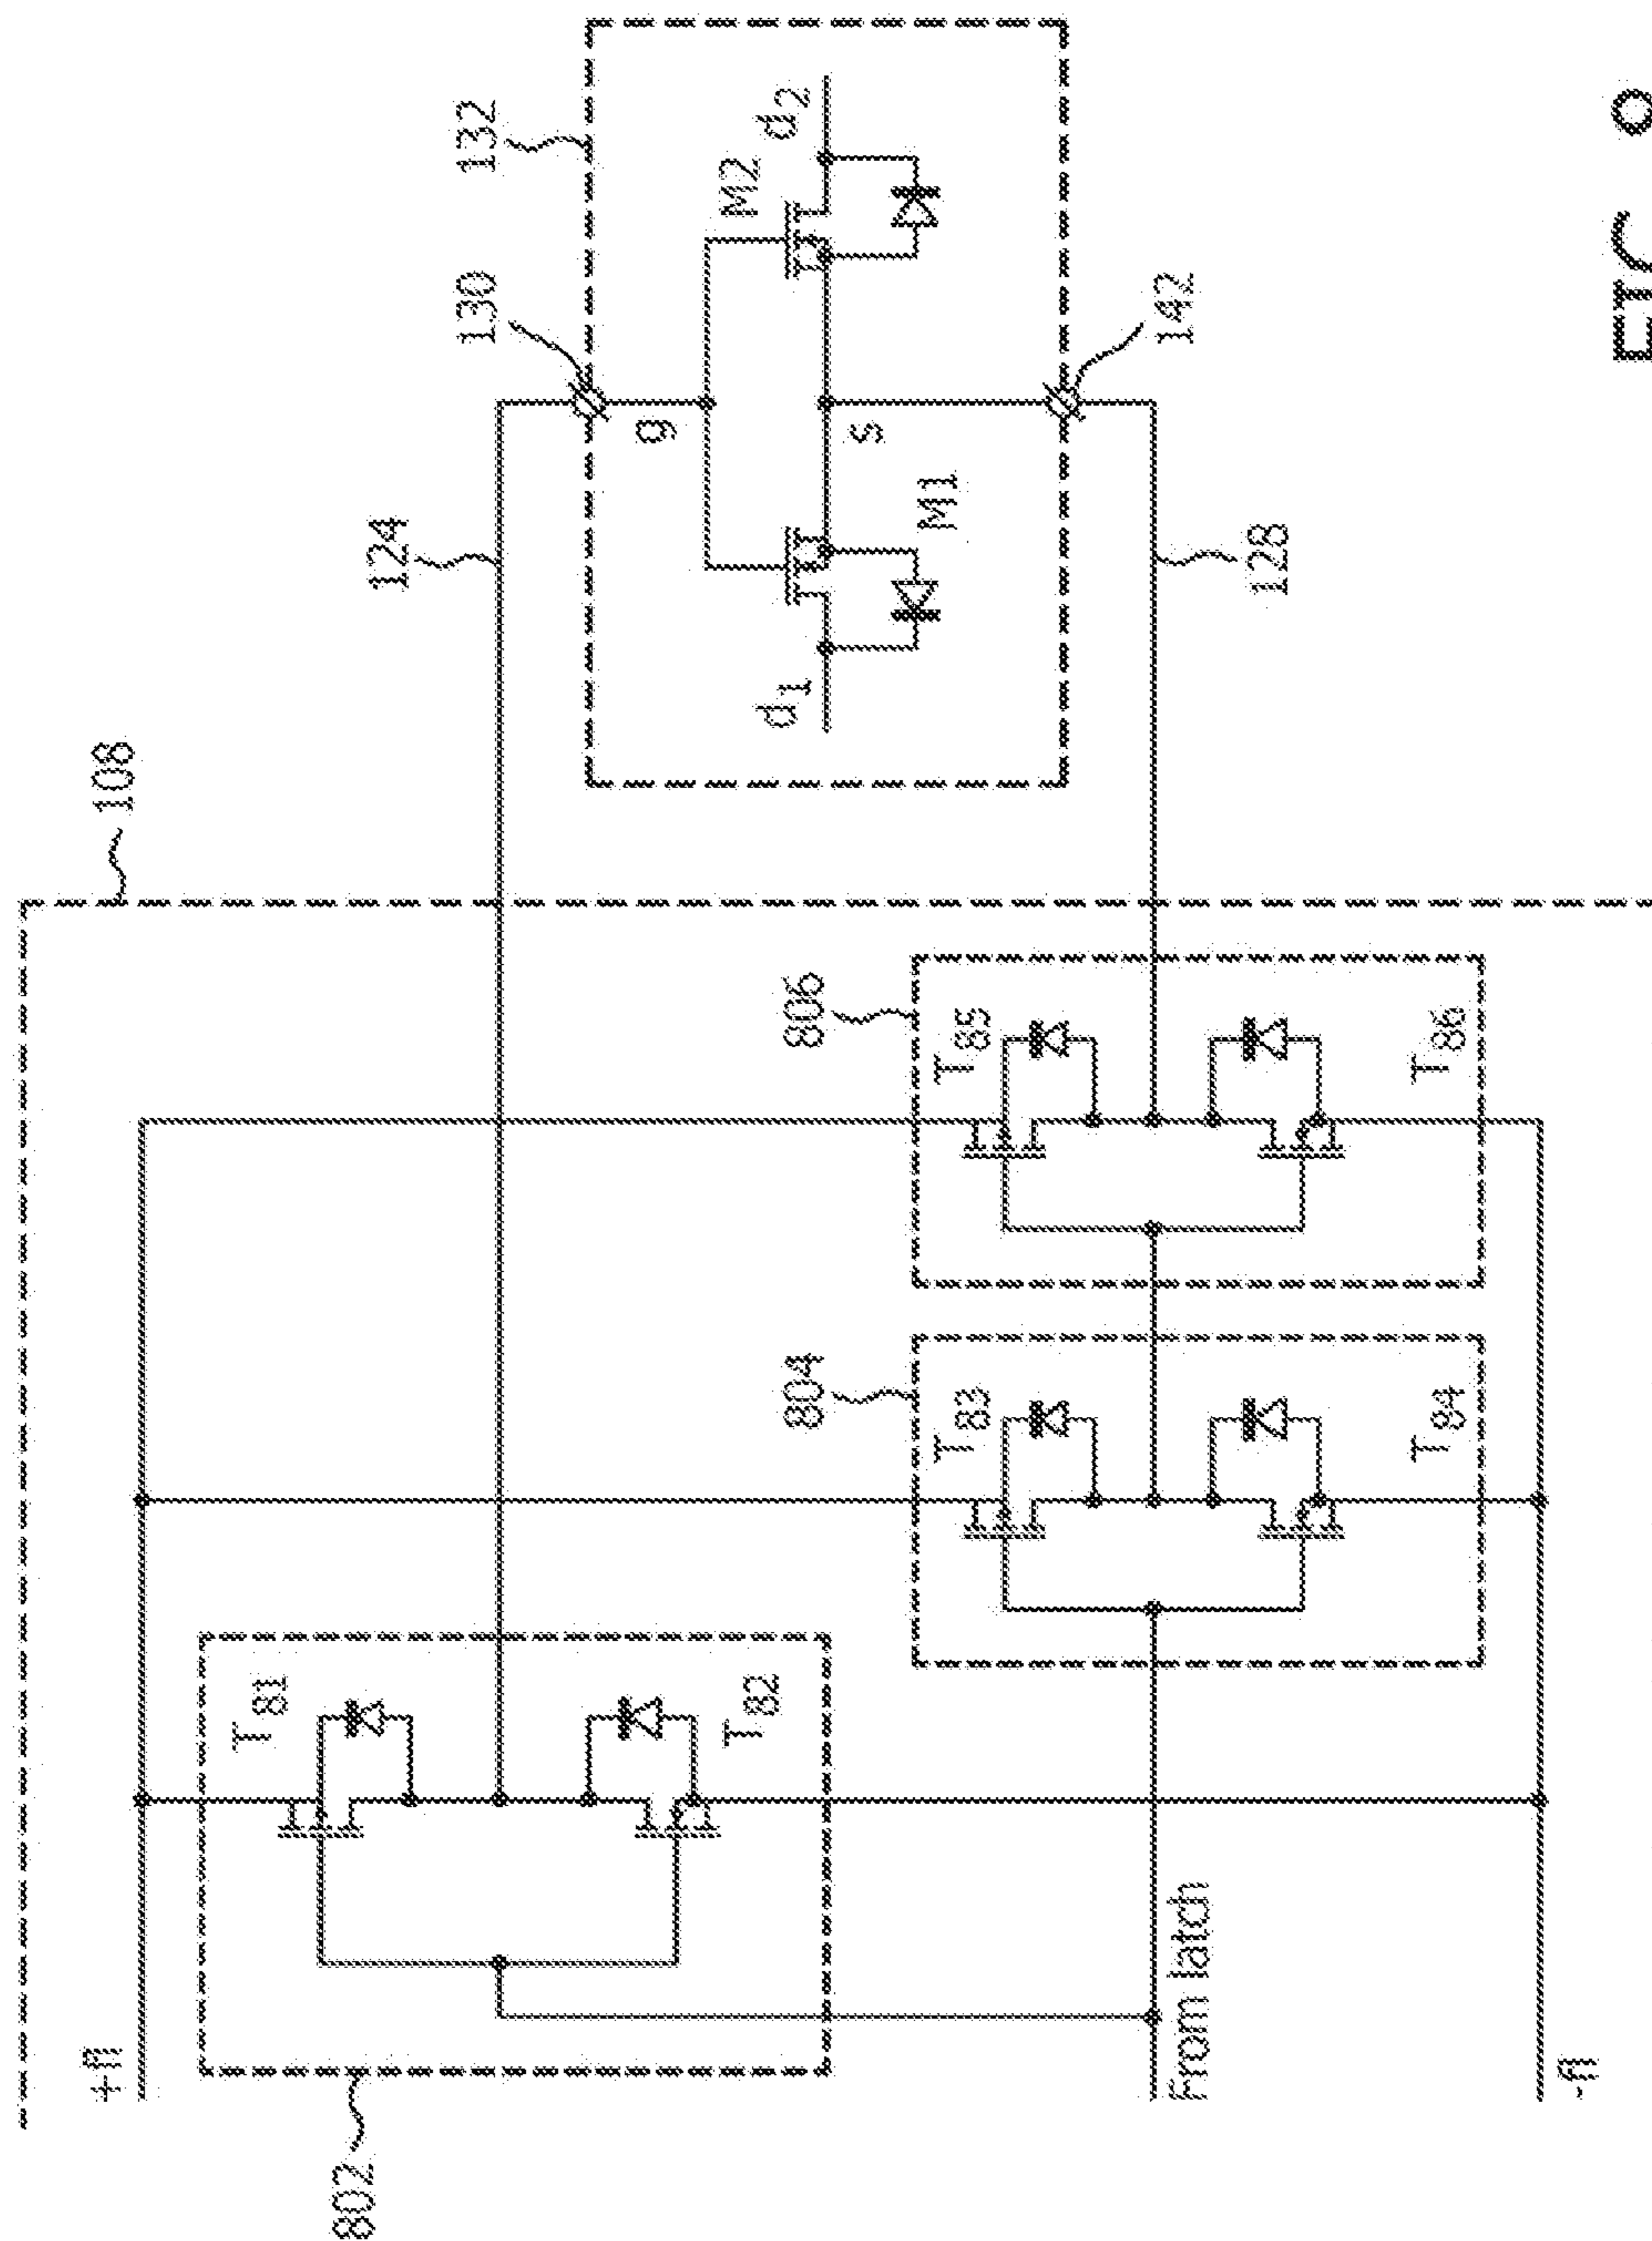 108
132
124
130
g
M2
d2
s
d1
M1
142
128
+fl
802
T81
T82
804
T83
T84
806
T85
T86
From latch
-fl